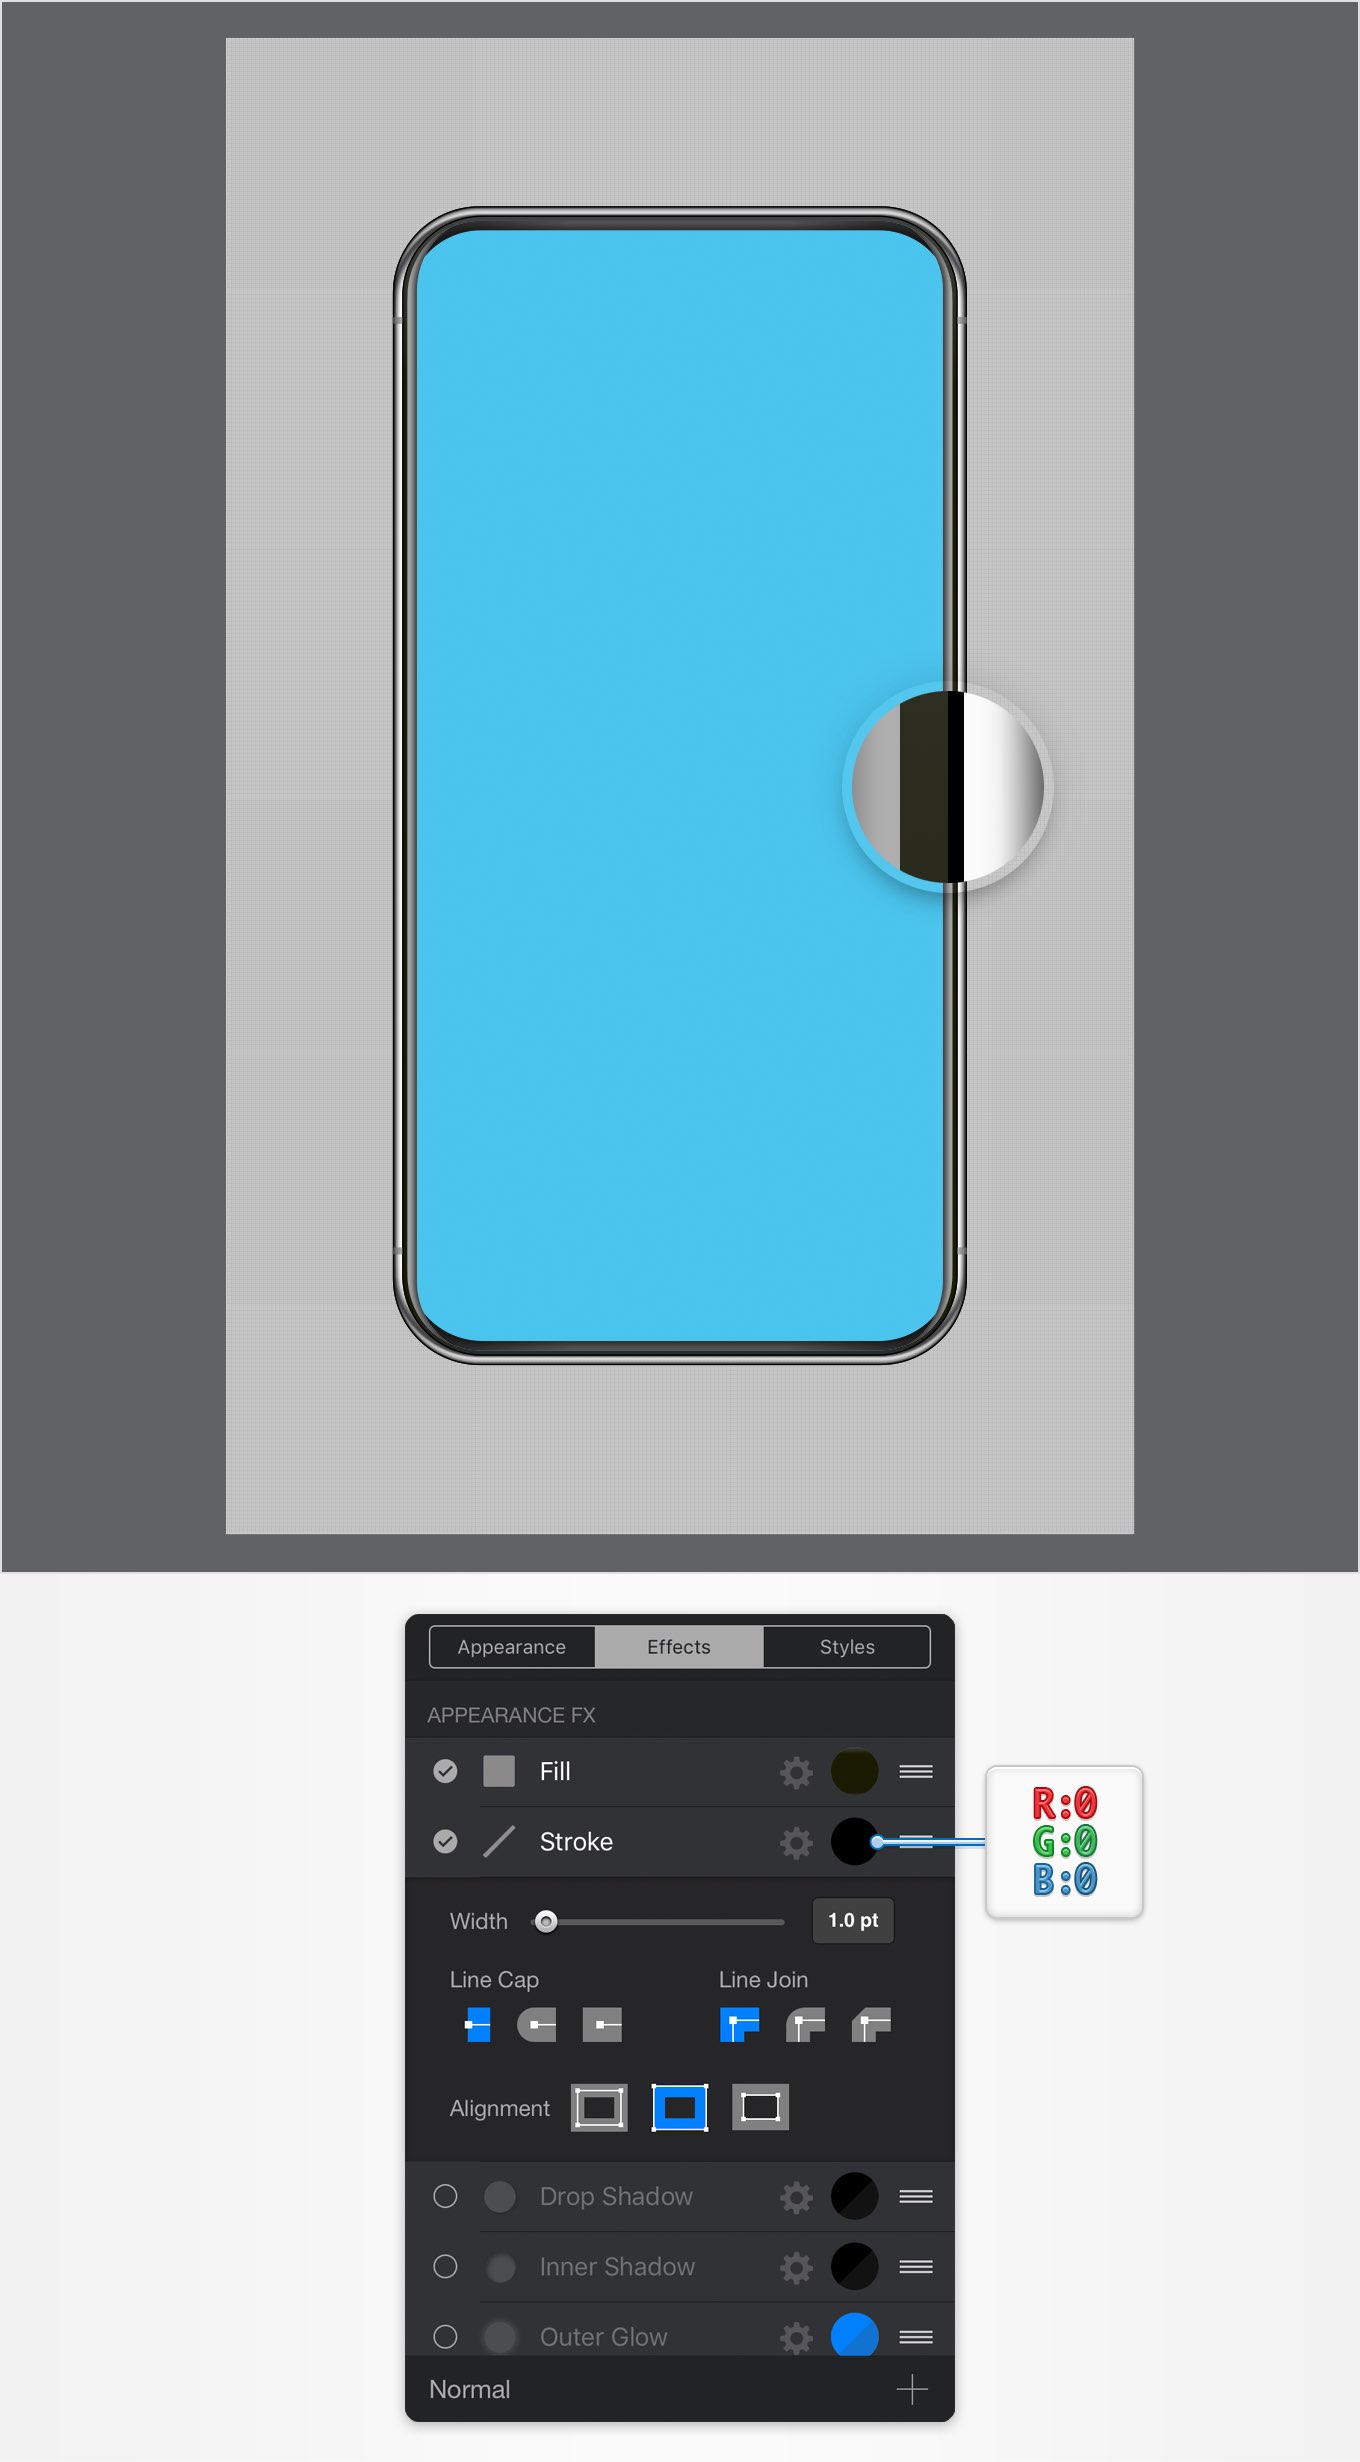 Appearance Effects Styles
APPEARANCE FX
Fill
Stroke
R:0
G:0
B:0
Width 1.0 pt
Line Cap Line Join
Alignment
Drop Shadow
Inner Shadow
Outer Glow
Normal